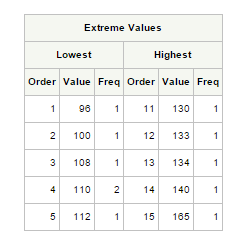 Extreme Values
Lowest Highest
Order Value Freq Order Value Freq
1 96 1 11 130 1
2 100 1 12 133 1
3 108 1 13 134 1
4 110 2 14 140 1
5 112 1 15 165 1